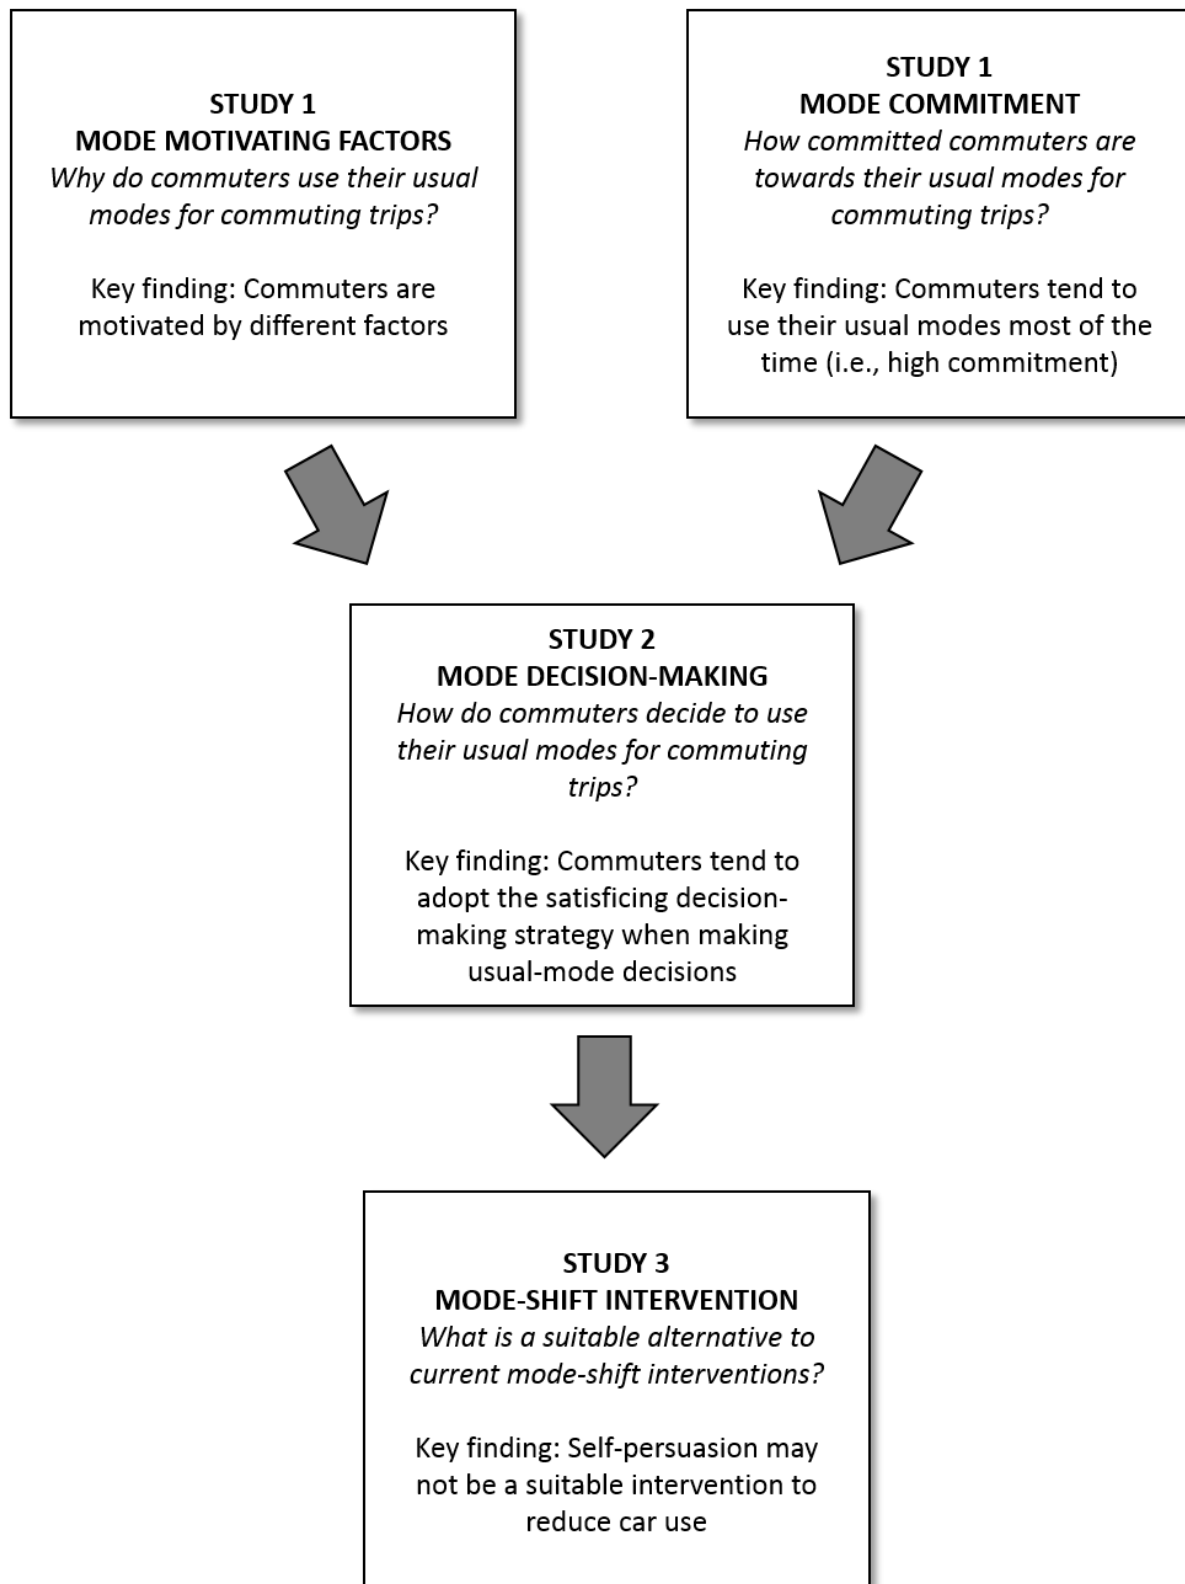 STUDY 1
MODE MOTIVATING FACTORS
Why do commuters use their usual
modes for commuting trips?
Key finding: Commuters are
motivated by different factors
STUDY 1
MODE COMMITMENT
How committed commuters are
towards their usual modes for
commuting trips?
Key finding: Commuters tend to
use their usual modes most of the
time (i.e., high commitment)
STUDY 2
MODE DECISION-MAKING
How do commuters decide to use
their usual modes for commuting
trips?
Key finding: Commuters tend to
adopt the satisficing decision-
making strategy when making
usual-mode decisions
STUDY 3
MODE-SHIFT INTERVENTION
What is a suitable alternative to
current mode-shift interventions?
Key finding: Self-persuasion may
not be a suitable intervention to
reduce car use